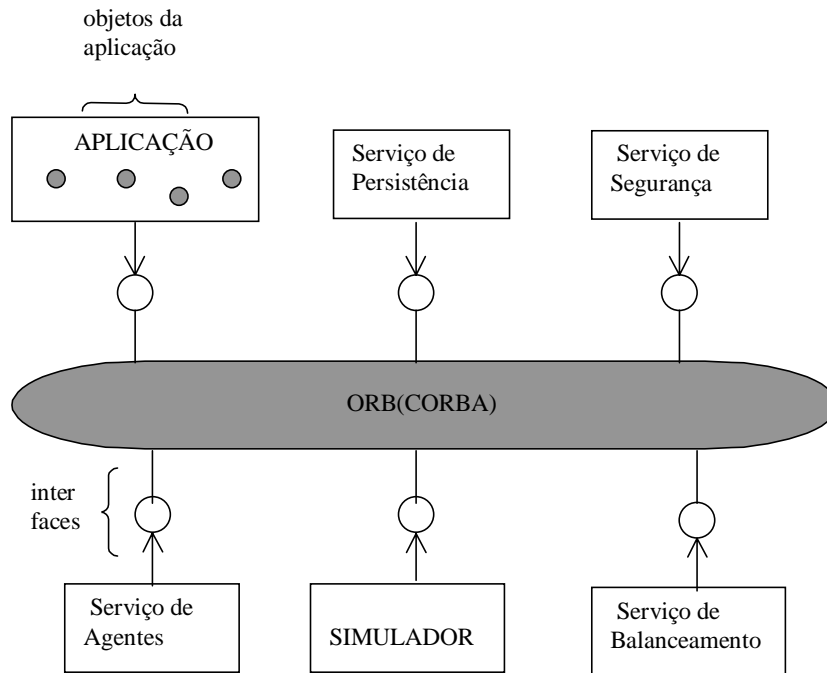 objetos da
aplicação
APLICAÇÃO
Serviço de
Persistência
Serviço de
Segurança
ORB(CORBA)
inter
faces
Serviço de
Agentes
SIMULADOR
Serviço de
Balanceamento